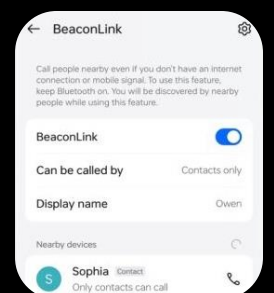 BeaconLink
Call people nearby even if you don't have an Internet
connection or mobile signal. To use this feature,
keep Bluetooth on. You will be discovered by nearby
people while using this feature.
BeaconLink
Can be called by Contacts only
Display name Owen
Nearby devices
S Sophia Contact
Only contacts can call